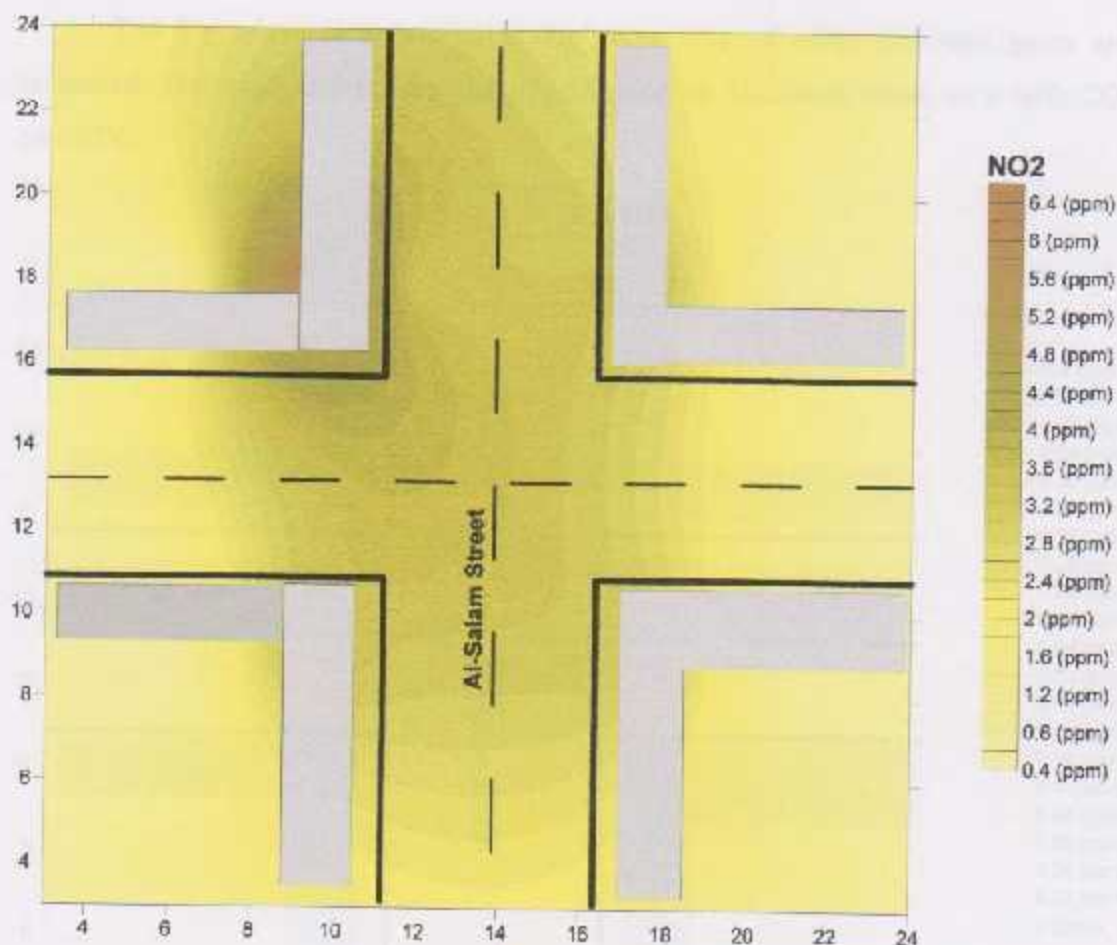 24
22
20
18
16
14
12
10
8
6
4
4
6
8
10
12
14
16
18
20
22
24
Al-Salam Street
NO2
6.4 (ppm)
6 (ppm)
5.6 (ppm)
5.2 (ppm)
4.8 (ppm)
4.4 (ppm)
4 (ppm)
3.6 (ppm)
3.2 (ppm)
2.8 (ppm)
2.4 (ppm)
2 (ppm)
1.6 (ppm)
1.2 (ppm)
0.6 (ppm)
0.4 (ppm)